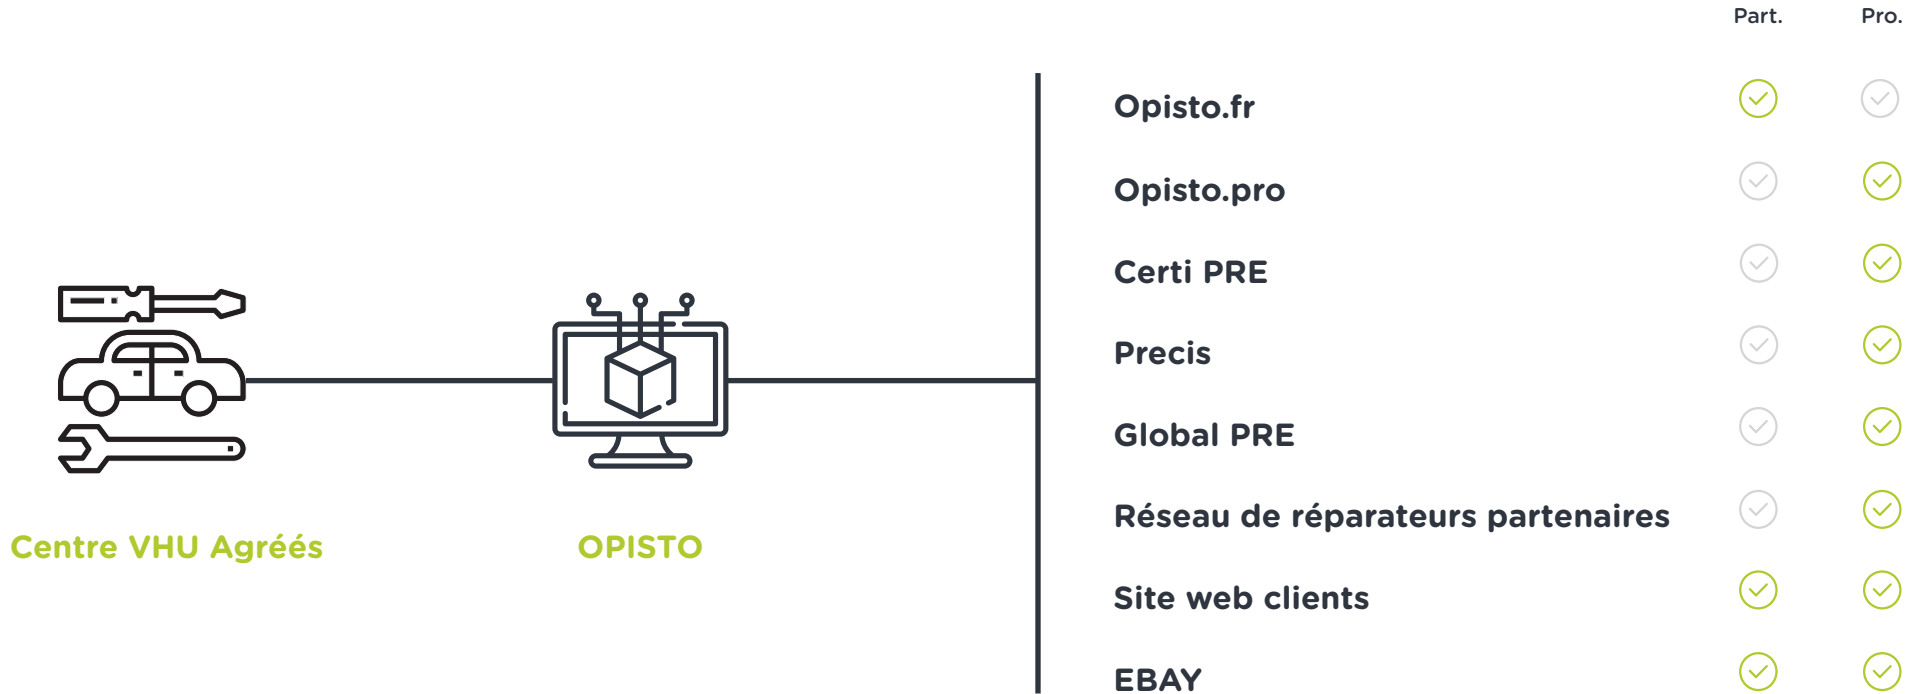 Part. Pro.
Opisto.fr
Opisto.pro
Certi PRE
Precis
Global PRE
Réseau de réparateurs partenaires
Site web clients
EBAY
Centre VHU Agréés
OPISTO